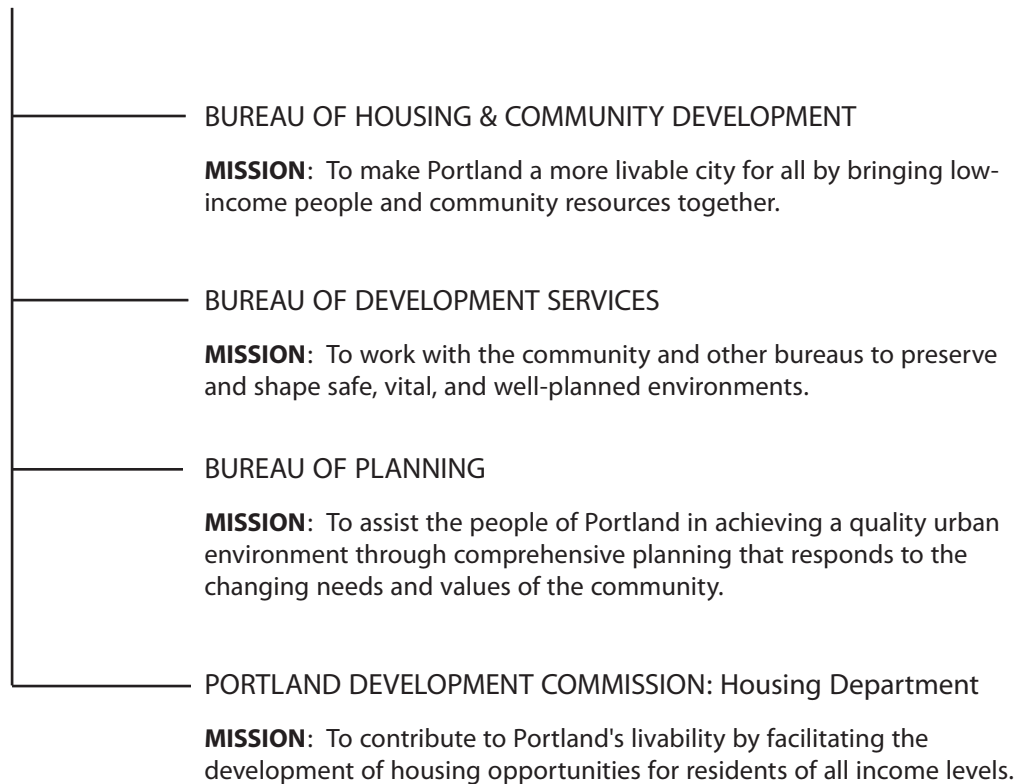 BUREAU OF HOUSING & COMMUNITY DEVELOPMENT
MISSION: To make Portland a more livable city for all by bringing low-
income people and community resources together.
BUREAU OF DEVELOPMENT SERVICES
MISSION: To work with the community and other bureaus to preserve
and shape safe, vital, and well-planned environments.
BUREAU OF PLANNING
MISSION: To assist the people of Portland in achieving a quality urban
environment through comprehensive planning that responds to the
changing needs and values of the community.
PORTLAND DEVELOPMENT COMMISSION: Housing Department
MISSION: To contribute to Portland's livability by facilitating the
development of housing opportunities for residents of all income levels.